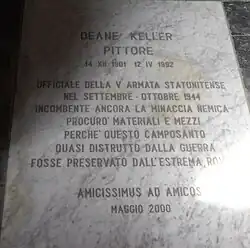 DEANE KELLER
PITTORE
14 XII 1901 12 IV 1992
OFFICIALE DELLA V ARMATA STATUNITENSE
NEL SETTEMBRE - OTTOBRE 1944
INCOMBENTE ANCORA LA MINACCIA NEMICA
PROCURÒ MATERIALI E MEZZI
PERCHE' QUESTO CAMPOSANTO
QUASI DISTRUTTO DALLA GUERRA
FOSSE PRESERVATO DALL'ESTREMA
AMICISSIMUS AD AMICOS
MAGGIO 2000